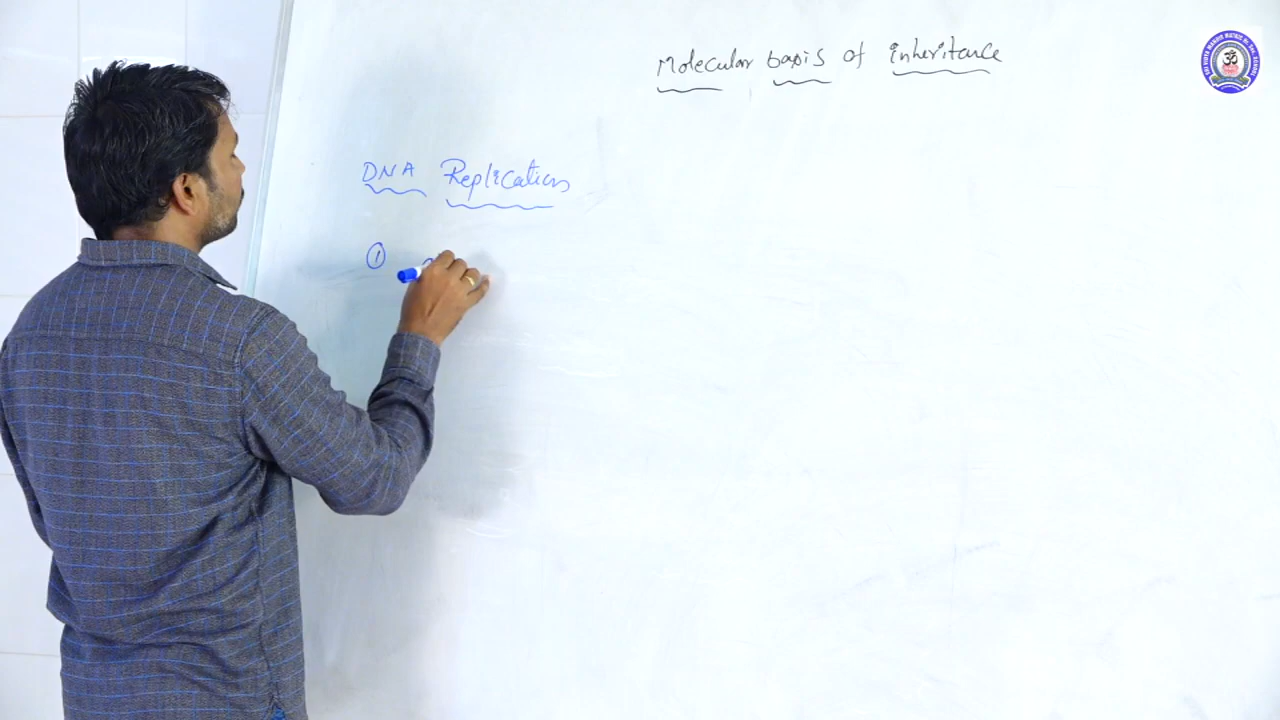 Molecular basis of inheritance
DNA Replication
①